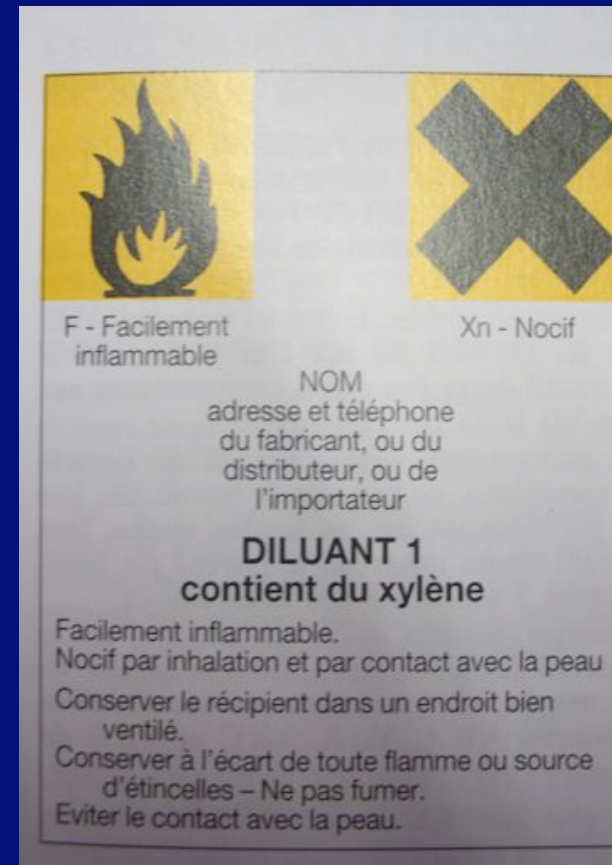 F - Facilement
inflammable
Xn - Nocif
NOM
adresse et téléphone
du fabricant, ou du
distributeur, ou de
l'importateur
DILUANT 1
contient du xylène
Facilement inflammable.
Nocif par inhalation et par contact avec la peau
Conserver le récipient dans un endroit bien
ventilé.
Conserver à l'écart de toute flamme ou source
d'étincelles – Ne pas fumer.
Eviter le contact avec la peau.